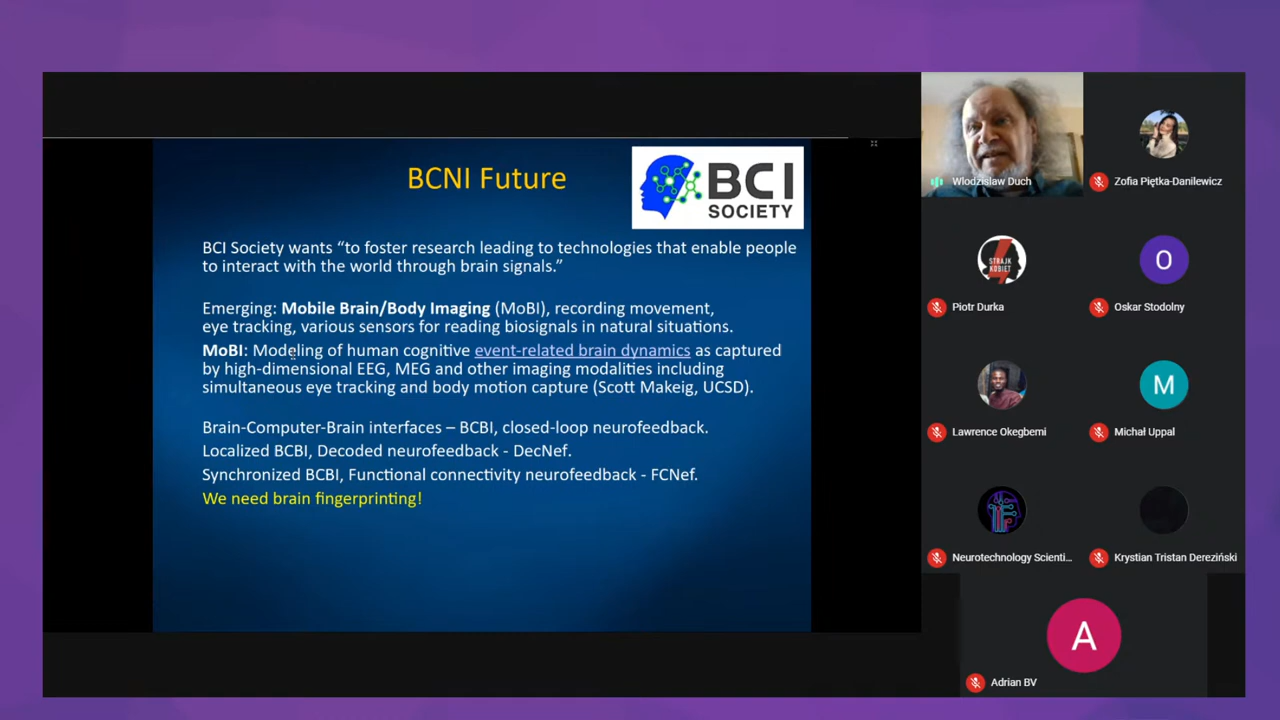 BCNI Future
BCI
SOCIETY
BCI Society wants “to foster research leading to technologies that enable people
to interact with the world through brain signals.”
Emerging: Mobile Brain/Body Imaging (MoBI), recording movement,
eye tracking, various sensors for reading biosignals in natural situations.
MoBI: Modeling of human cognitive event-related brain dynamics as captured
by high-dimensional EEG, MEG and other imaging modalities including
simultaneous eye tracking and body motion capture (Scott Makeig, UCSD).
Brain-Computer-Brain interfaces – BCBI, closed-loop neurofeedback.
Localized BCBI, Decoded neurofeedback - DecNef.
Synchronized BCBI, Functional connectivity neurofeedback - FCNef.
We need brain fingerprinting!
Wlodzislaw Duch
Zofia Piętka-Danilewicz
STRAJK
KOBIET
Piotr Durka
O
Oskar Stodolny
Lawrence Okegbemi
M
Michał Uppal
Neurotechnology Scienti...
Krystian Tristan Dereziński
A
Adrian BV